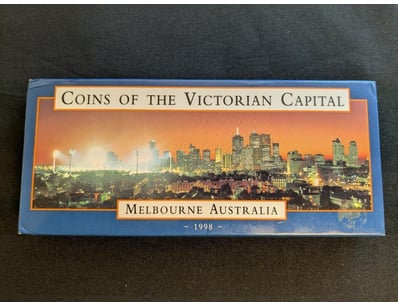 COINS OF THE VICTORIAN CAPITAL
MELBOURNE AUSTRALIA
~ 1998 ~